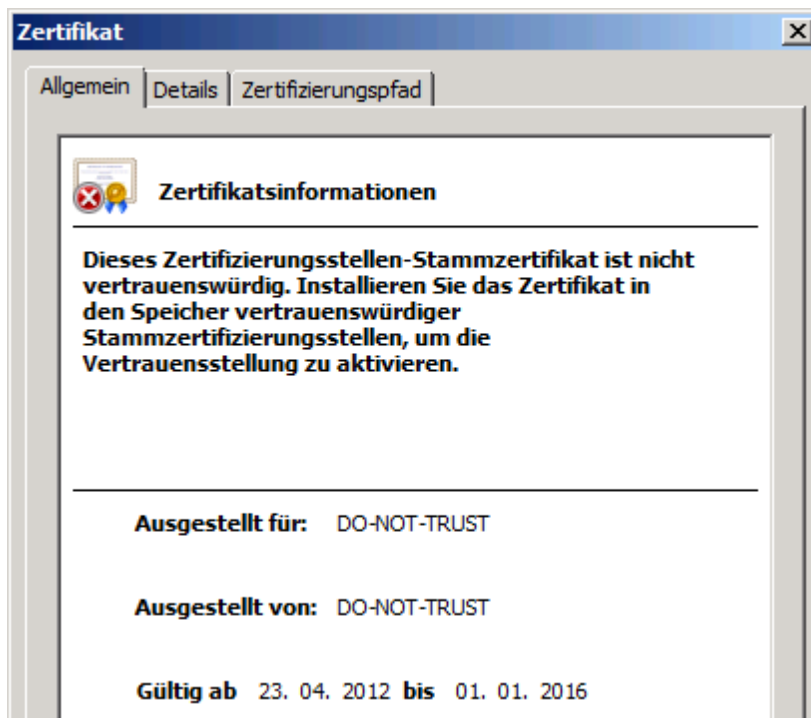 Zertifikat
Allgemein Details Zertifizierungspfad
Zertifikatsinformationen
Dieses Zertifizierungsstellen-Stammzertifikat ist nicht
vertrauenswürdig. Installieren Sie das Zertifikat in
den Speicher vertrauenswürdiger
Stammzertifizierungsstellen, um die
Vertrauensstellung zu aktivieren.
Ausgestellt für: DO-NOT-TRUST
Ausgestellt von: DO-NOT-TRUST
Gültig ab 23. 04. 2012 bis 01. 01. 2016